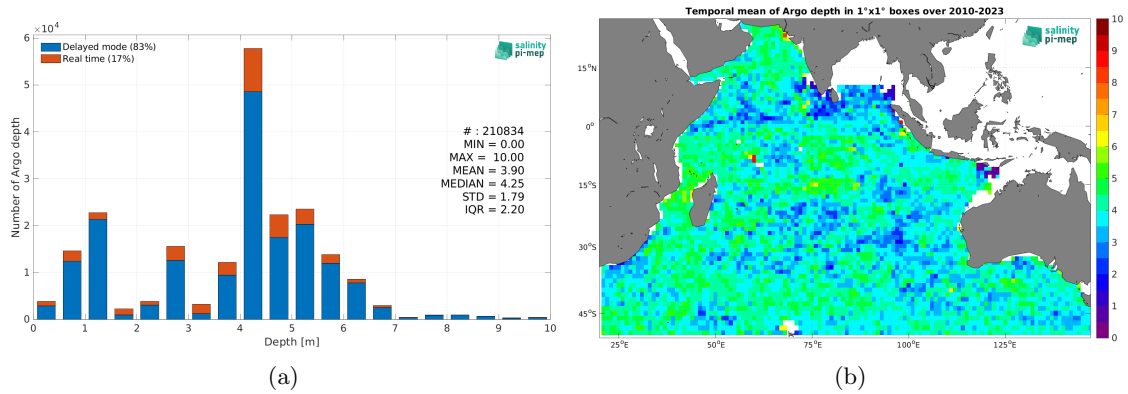 ×10⁴
6
5
4
3
2
1
0
Number of Argo depth
Delayed mode (83%)
Real time (17%)
salinity
pi-mep
# : 210834
MIN = 0.00
MAX = 10.00
MEAN = 3.90
MEDIAN = 4.25
STD = 1.79
IQR = 2.20
0 1 2 3 4 5 6 7 8 9 10
Depth [m]
(a)
Temporal mean of Argo depth in 1°x1° boxes over 2010-2023
salinity
pi-mep
15°N
0°
15°S
30°S
45°S
25°E 50°E 75°E 100°E 125°E
10
9
8
7
6
5
4
3
2
1
0
(b)